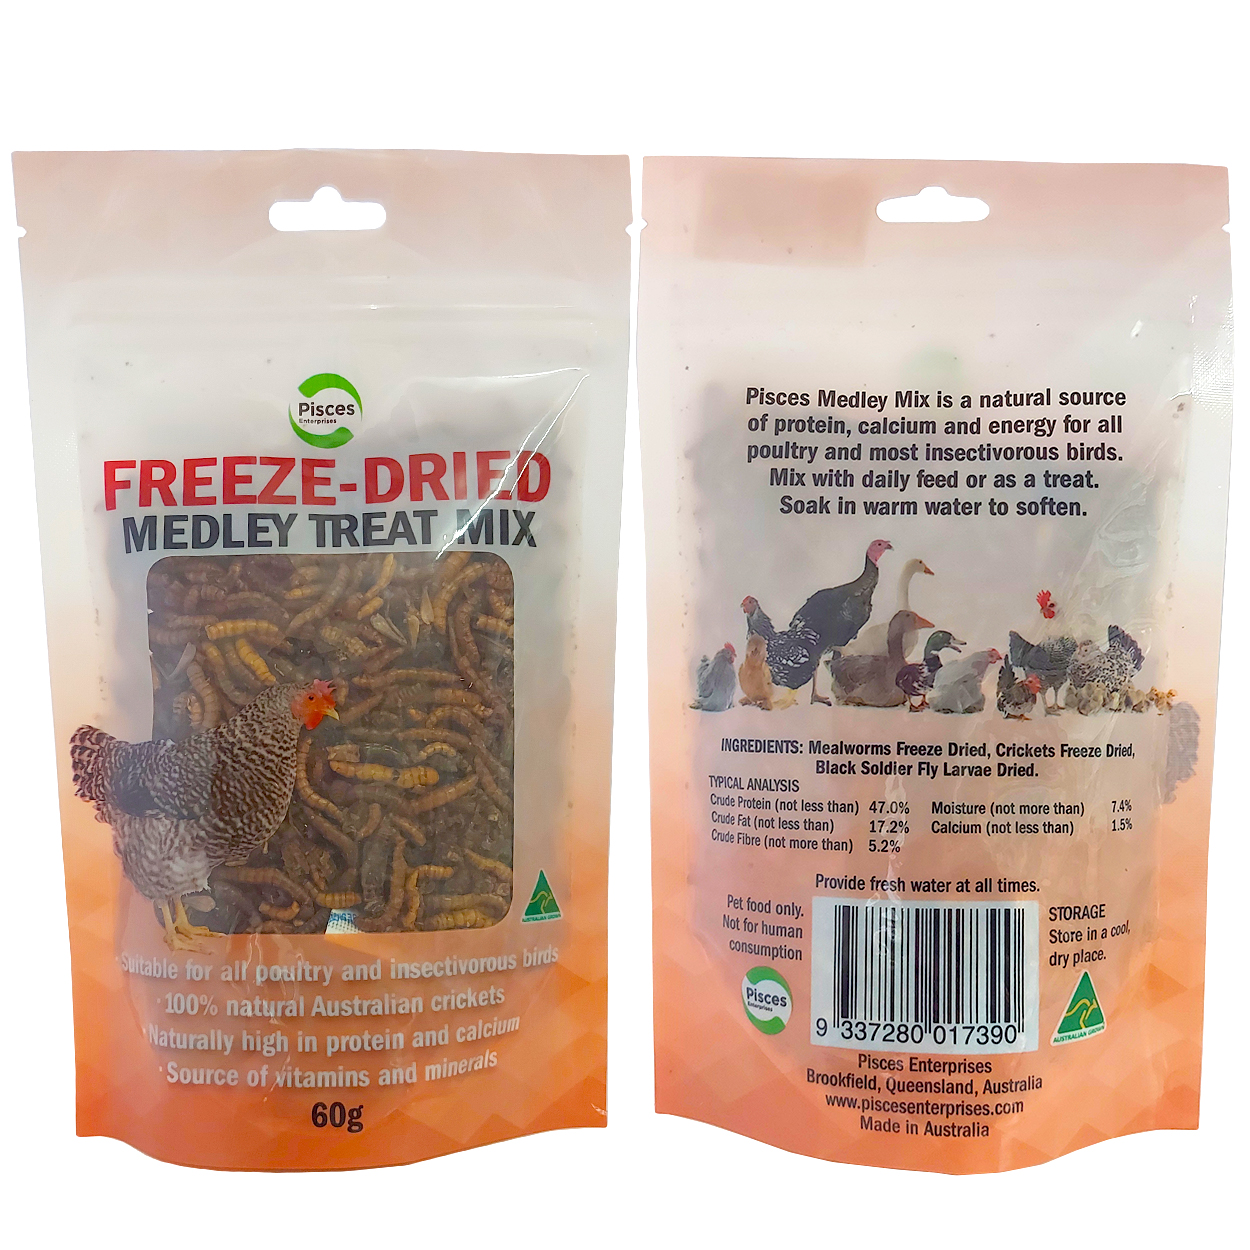 Pisces
Enterprises
FREEZE-DRIED
MEDLEY TREAT MIX
AUSTRALIAN GROWN
· Suitable for all poultry and insectivorous birds
· 100% natural Australian crickets
· Naturally high in protein and calcium
· Source of vitamins and minerals
60g
Pisces Medley Mix is a natural source
of protein, calcium and energy for all
poultry and most insectivorous birds.
Mix with daily feed or as a treat.
Soak in warm water to soften.
INGREDIENTS: Mealworms Freeze Dried, Crickets Freeze Dried,
Black Soldier Fly Larvae Dried.
TYPICAL ANALYSIS
Crude Protein (not less than) 47.0%
Crude Fat (not less than) 17.2%
Crude Fibre (not more than) 5.2%
Moisture (not more than) 7.4%
Calcium (not less than) 1.5%
Provide fresh water at all times.
Pet food only.
Not for human
consumption
Pisces
Enterprises
9 337280 017390
STORAGE
Store in a cool,
dry place.
AUSTRALIAN GROWN
Pisces Enterprises
Brookfield, Queensland, Australia
www.piscesenterprises.com
Made in Australia